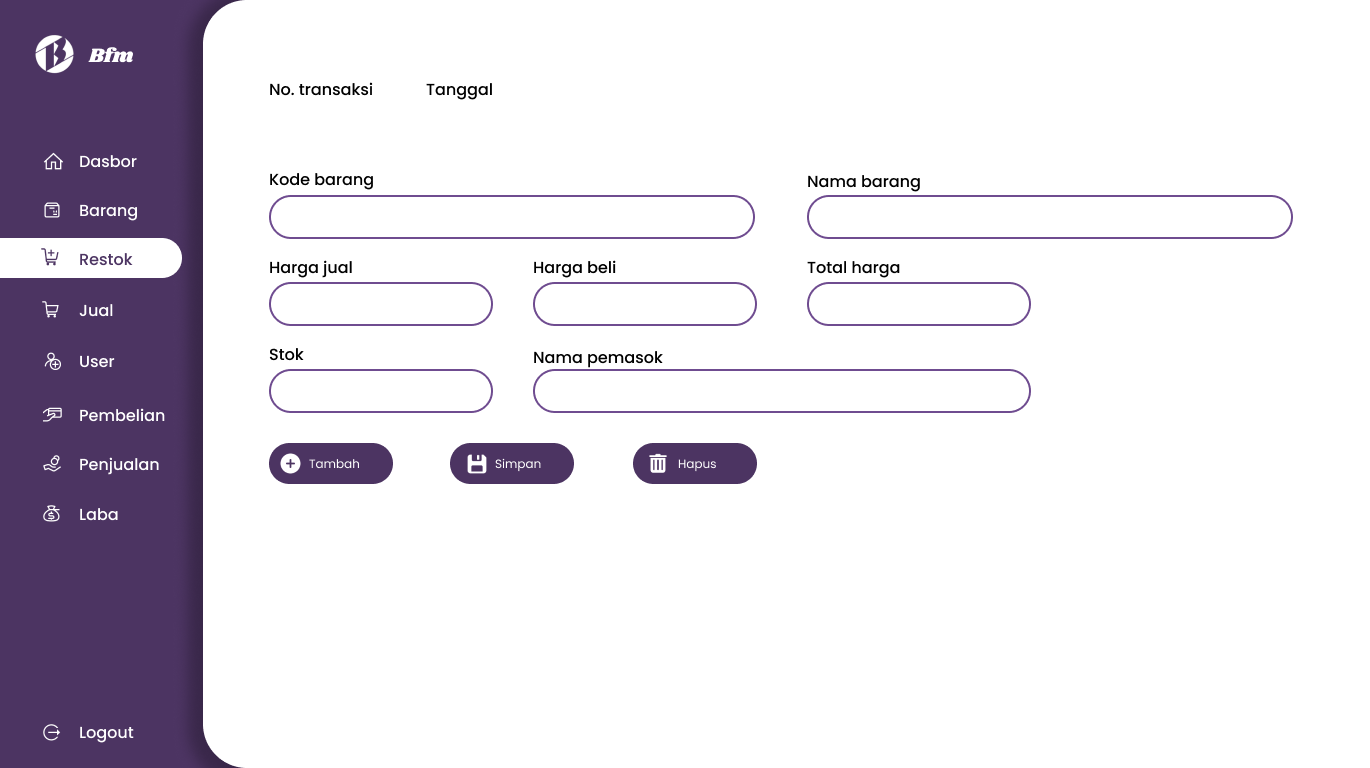 Bfm
Dasbor
Barang
Restok
Jual
User
Pembelian
Penjualan
Laba
Logout
No. transaksi
Tanggal
Kode barang
Nama barang
Harga jual
Harga beli
Total harga
Stok
Nama pemasok
Tambah
Simpan
Hapus